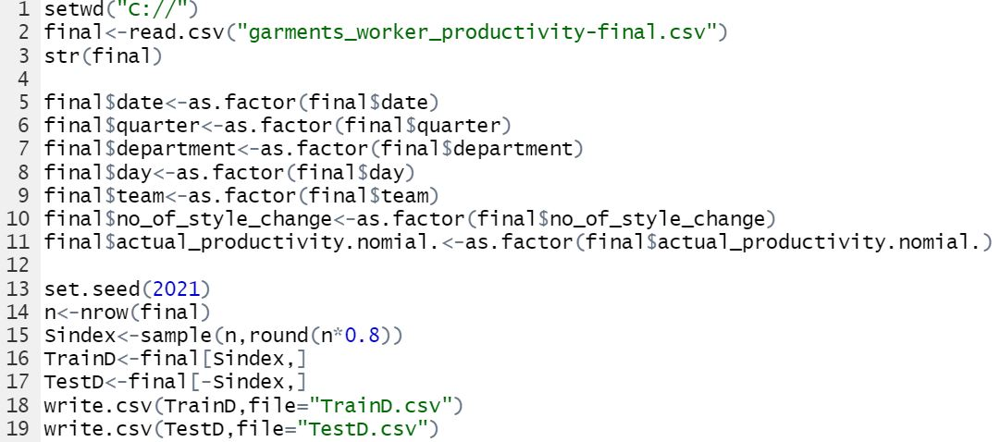 1 setwd("C://")
2 final<-read.csv("garments_worker_productivity-final.csv")
3 str(final)
4
5 final$date<-as.factor(final$date)
6 final$quarter<-as.factor(final$quarter)
7 final$department<-as.factor(final$department)
8 final$day<-as.factor(final$day)
9 final$team<-as.factor(final$team)
10 final$no_of_style_change<-as.factor(final$no_of_style_change)
11 final$actual_productivity.nomial.<-as.factor(final$actual_productivity.nomial.)
12
13 set.seed(2021)
14 n<-nrow(final)
15 Sindex<-sample(n,round(n*0.8))
16 TrainD<-final[Sindex,]
17 TestD<-final[-Sindex,]
18 write.csv(TrainD,file="TrainD.csv")
19 write.csv(TestD,file="TestD.csv")